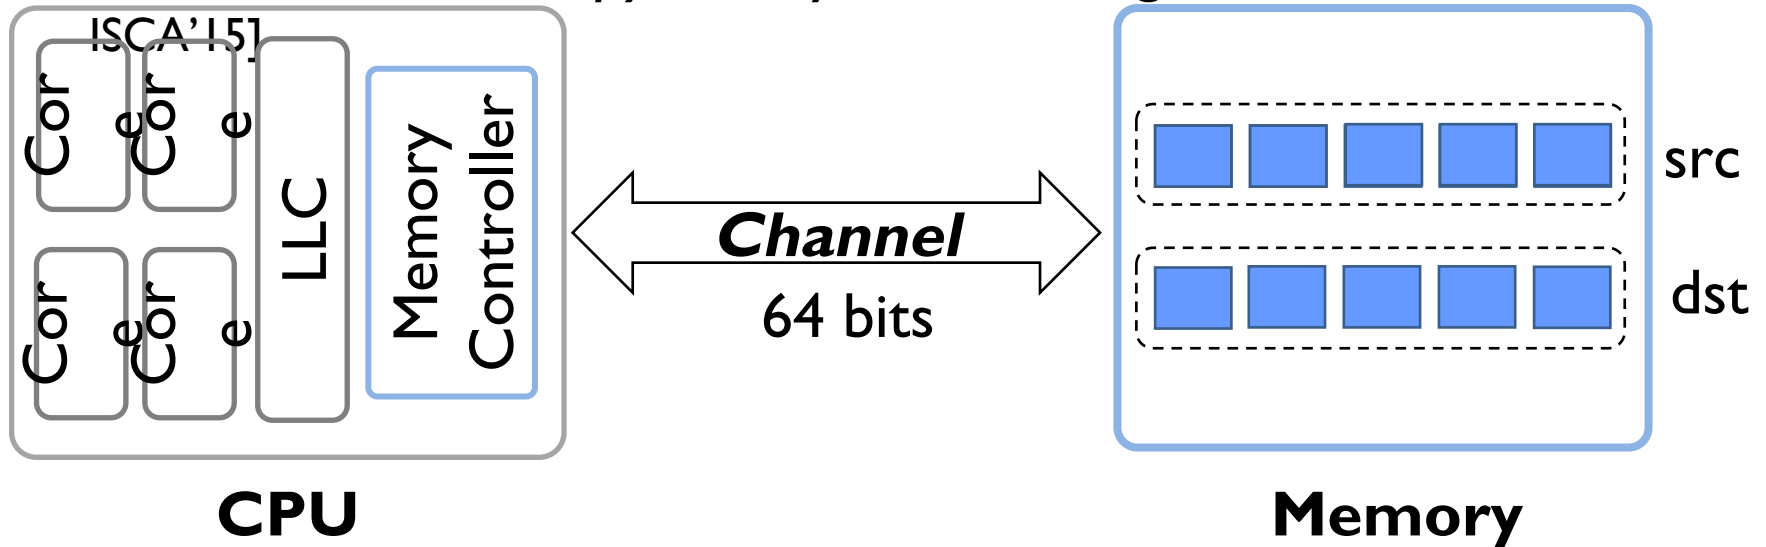 ISCA’15]
Cor
e
Cor
e
Cor
e
Cor
e
LLC
Memory
Controller
Channel
64 bits
src
dst
CPU
Memory